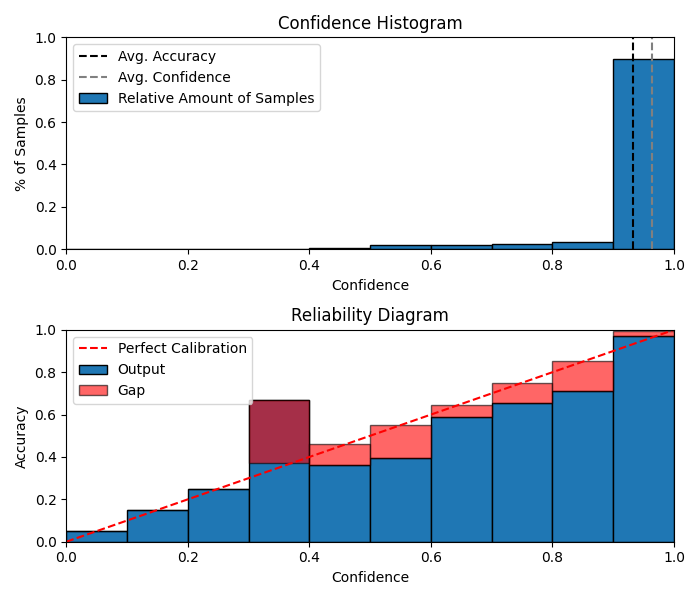 Confidence Histogram
1.0
0.8
0.6
0.4
0.2
0.0
% of Samples
Avg. Accuracy
Avg. Confidence
Relative Amount of Samples
0.0 0.2 0.4 0.6 0.8 1.0
Confidence
Reliability Diagram
1.0
0.8
0.6
0.4
0.2
0.0
Accuracy
Perfect Calibration
Output
Gap
0.0 0.2 0.4 0.6 0.8 1.0
Confidence